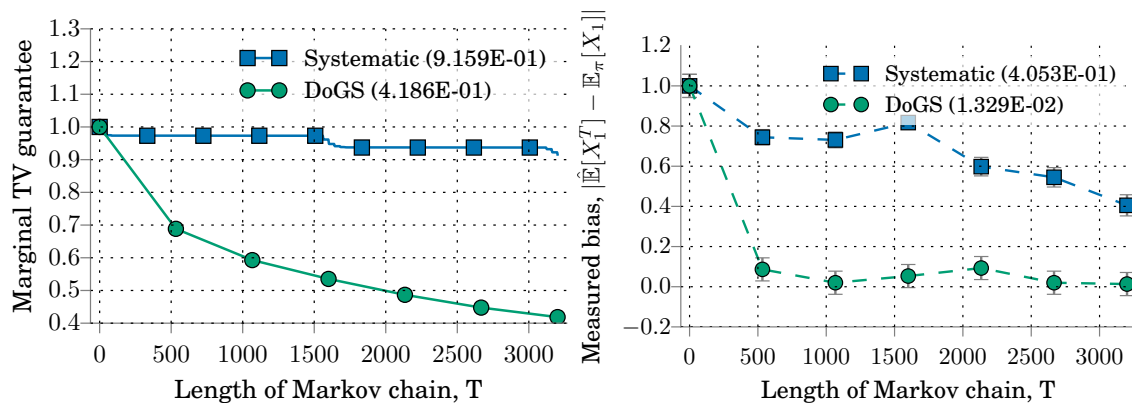 Marginal TV guarantee
1.3
1.2
1.1
1.0
0.9
0.8
0.7
0.6
0.5
0.4
Systematic (9.159E-01)
DoGS (4.186E-01)
0 500 1000 1500 2000 2500 3000
Length of Markov chain, T
Measured bias, |Ê[X₁ᵀ] − 𝔼π[X₁]|
1.2
1.0
0.8
0.6
0.4
0.2
0.0
−0.2
Systematic (4.053E-01)
DoGS (1.329E-02)
0 500 1000 1500 2000 2500 3000
Length of Markov chain, T